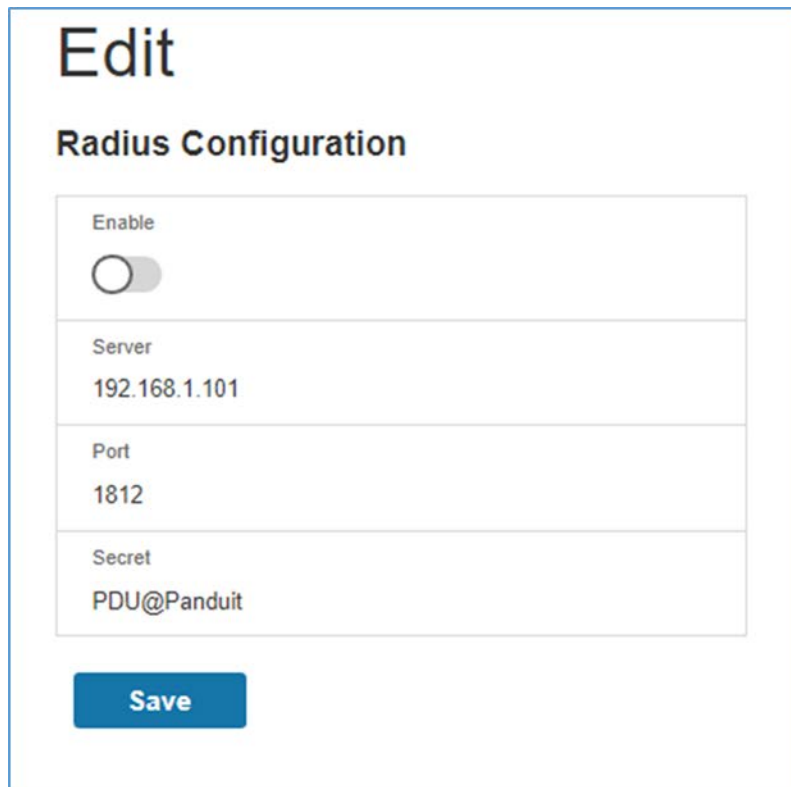 Edit
Radius Configuration
Enable
Server
192.168.1.101
Port
1812
Secret
PDU@Panduit
Save